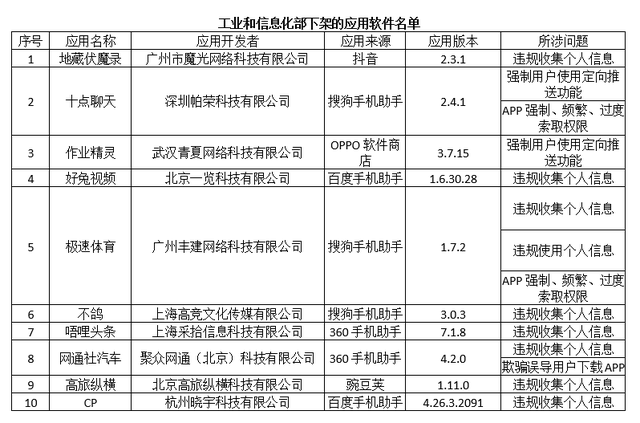 工业和信息化部下架的应用软件名单
序号 应用名称 应用开发者 应用来源 应用版本 所涉问题
1 地藏伏魔录 广州市魔光网络科技有限公司 抖音 2.3.1 违规收集个人信息
2 十点聊天 深圳帕荣科技有限公司 搜狗手机助手 2.4.1 强制用户使用定向推
送功能
APP 强制、频繁、过度
索取权限
3 作业精灵 武汉青夏网络科技有限公司 OPPO 软件商
店 3.7.15 强制用户使用定向推
送功能
4 好兔视频 北京一览科技有限公司 百度手机助手 1.6.30.28 违规收集个人信息
5 极速体育 广州丰建网络科技有限公司 搜狗手机助手 1.7.2 违规收集个人信息
违规使用个人信息
APP 强制、频繁、过度
索取权限
6 不鸽 上海高竞文化传媒有限公司 搜狗手机助手 3.0.3 违规收集个人信息
7 唔哩头条 上海采拾信息科技有限公司 360 手机助手 7.1.8 违规收集个人信息
8 网通社汽车 聚众网通（北京）科技有限公司 360 手机助手 4.2.0 违规收集个人信息
欺骗误导用户下载 APP
9 高旅纵横 北京高旅纵横科技有限公司 豌豆荚 1.11.0 违规收集个人信息
10 CP 杭州晓宇科技有限公司 百度手机助手 4.26.3.2091 违规收集个人信息